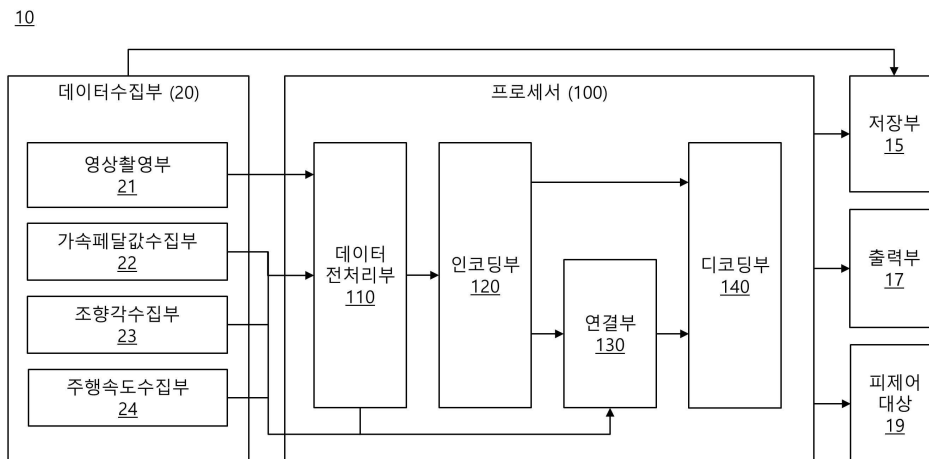 10
데이터수집부 (20)
영상촬영부
21
가속페달값수집부
22
조향각수집부
23
주행속도수집부
24
프로세서 (100)
데이터
전처리부
110
인코딩부
120
연결부
130
디코딩부
140
저장부
15
출력부
17
피제어
대상
19